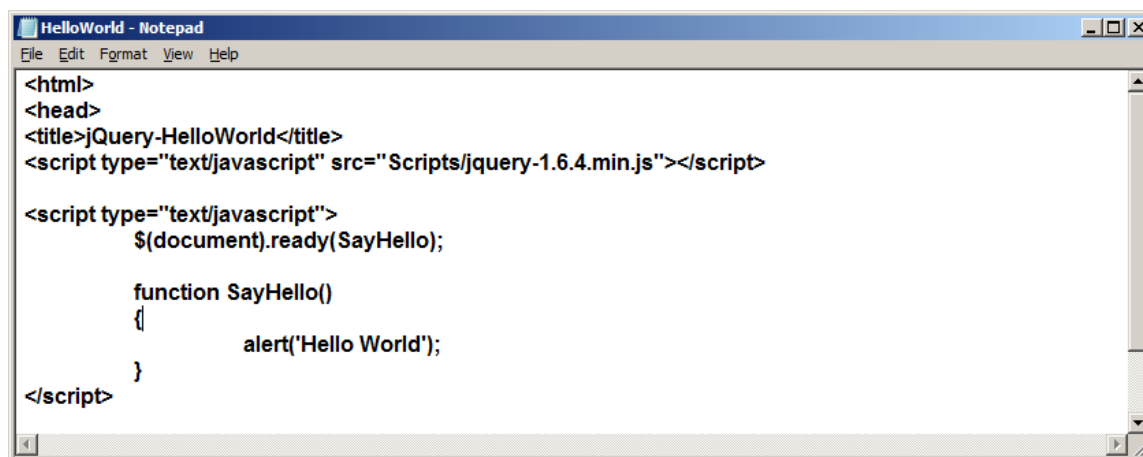 HelloWorld - Notepad
File Edit Format View Help
<html>
<head>
<title>jQuery-HelloWorld</title>
<script type="text/javascript" src="Scripts/jquery-1.6.4.min.js"></script>
<script type="text/javascript">
$(document).ready(SayHello);
function SayHello()
{
alert('Hello World');
}
</script>